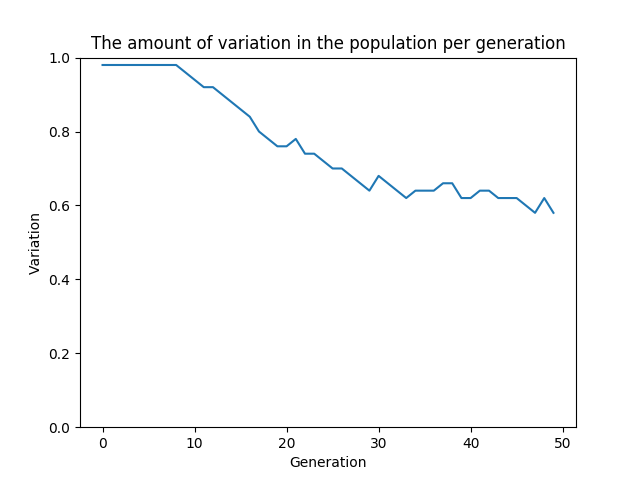 The amount of variation in the population per generation
1.0
0.8
0.6
0.4
0.2
0.0
Variation
0 10 20 30 40 50
Generation